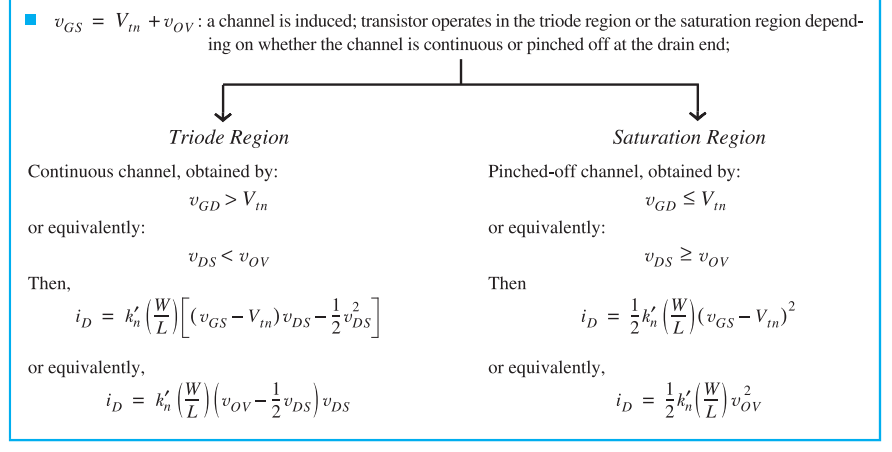 ■ v_GS = V_tn + v_OV : a channel is induced; transistor operates in the triode region or the saturation region depend-
ing on whether the channel is continuous or pinched off at the drain end;
Triode Region
Continuous channel, obtained by:
v_GD > V_tn
or equivalently:
v_DS < v_OV
Then,
i_D = k′_n (W/L) [(v_GS − V_tn) v_DS − 1/2 v²_DS]
or equivalently,
i_D = k′_n (W/L) (v_OV − 1/2 v_DS) v_DS
Saturation Region
Pinched-off channel, obtained by:
v_GD ≤ V_tn
or equivalently:
v_DS ≥ v_OV
Then
i_D = 1/2 k′_n (W/L) (v_GS − V_tn)²
or equivalently,
i_D = 1/2 k′_n (W/L) v²_OV